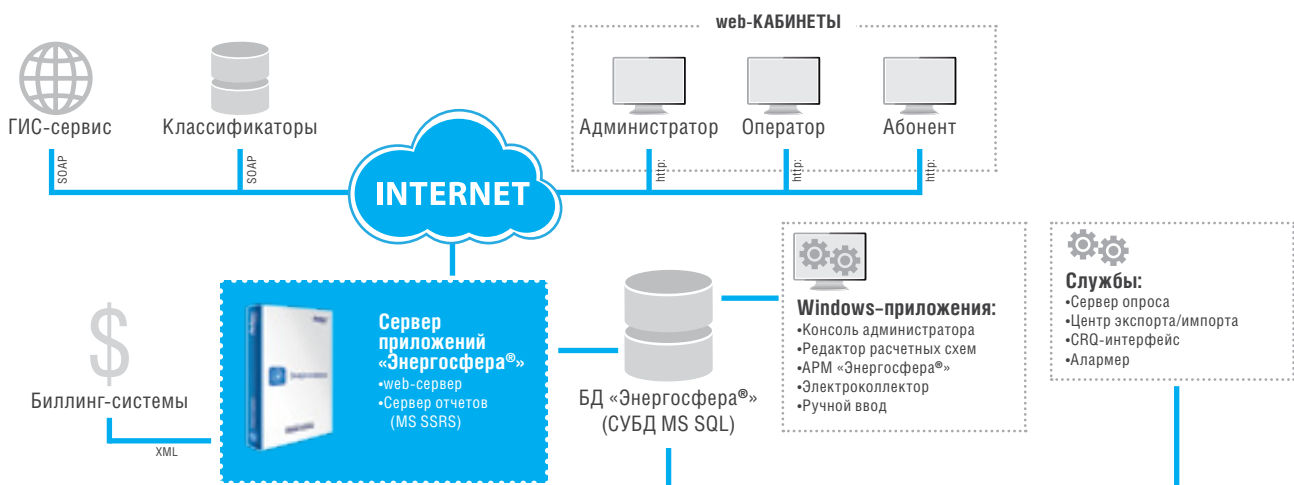 web-КАБИНЕТЫ
ГИС-сервис
Классификаторы
Администратор
Оператор
Абонент
SOAP
SOAP
http:
http:
http:
INTERNET
Биллинг-системы
XML
Сервер
приложений
«Энергосфера®»
•web-сервер
•Сервер отчетов
(MS SSRS)
БД «Энергосфера®»
(СУБД MS SQL)
Windows-приложения:
•Консоль администратора
•Редактор расчетных схем
•АРМ «Энергосфера®»
•Электроколлектор
•Ручной ввод
Службы:
•Сервер опроса
•Центр экспорта/импорта
•CRQ-интерфейс
•Алармер